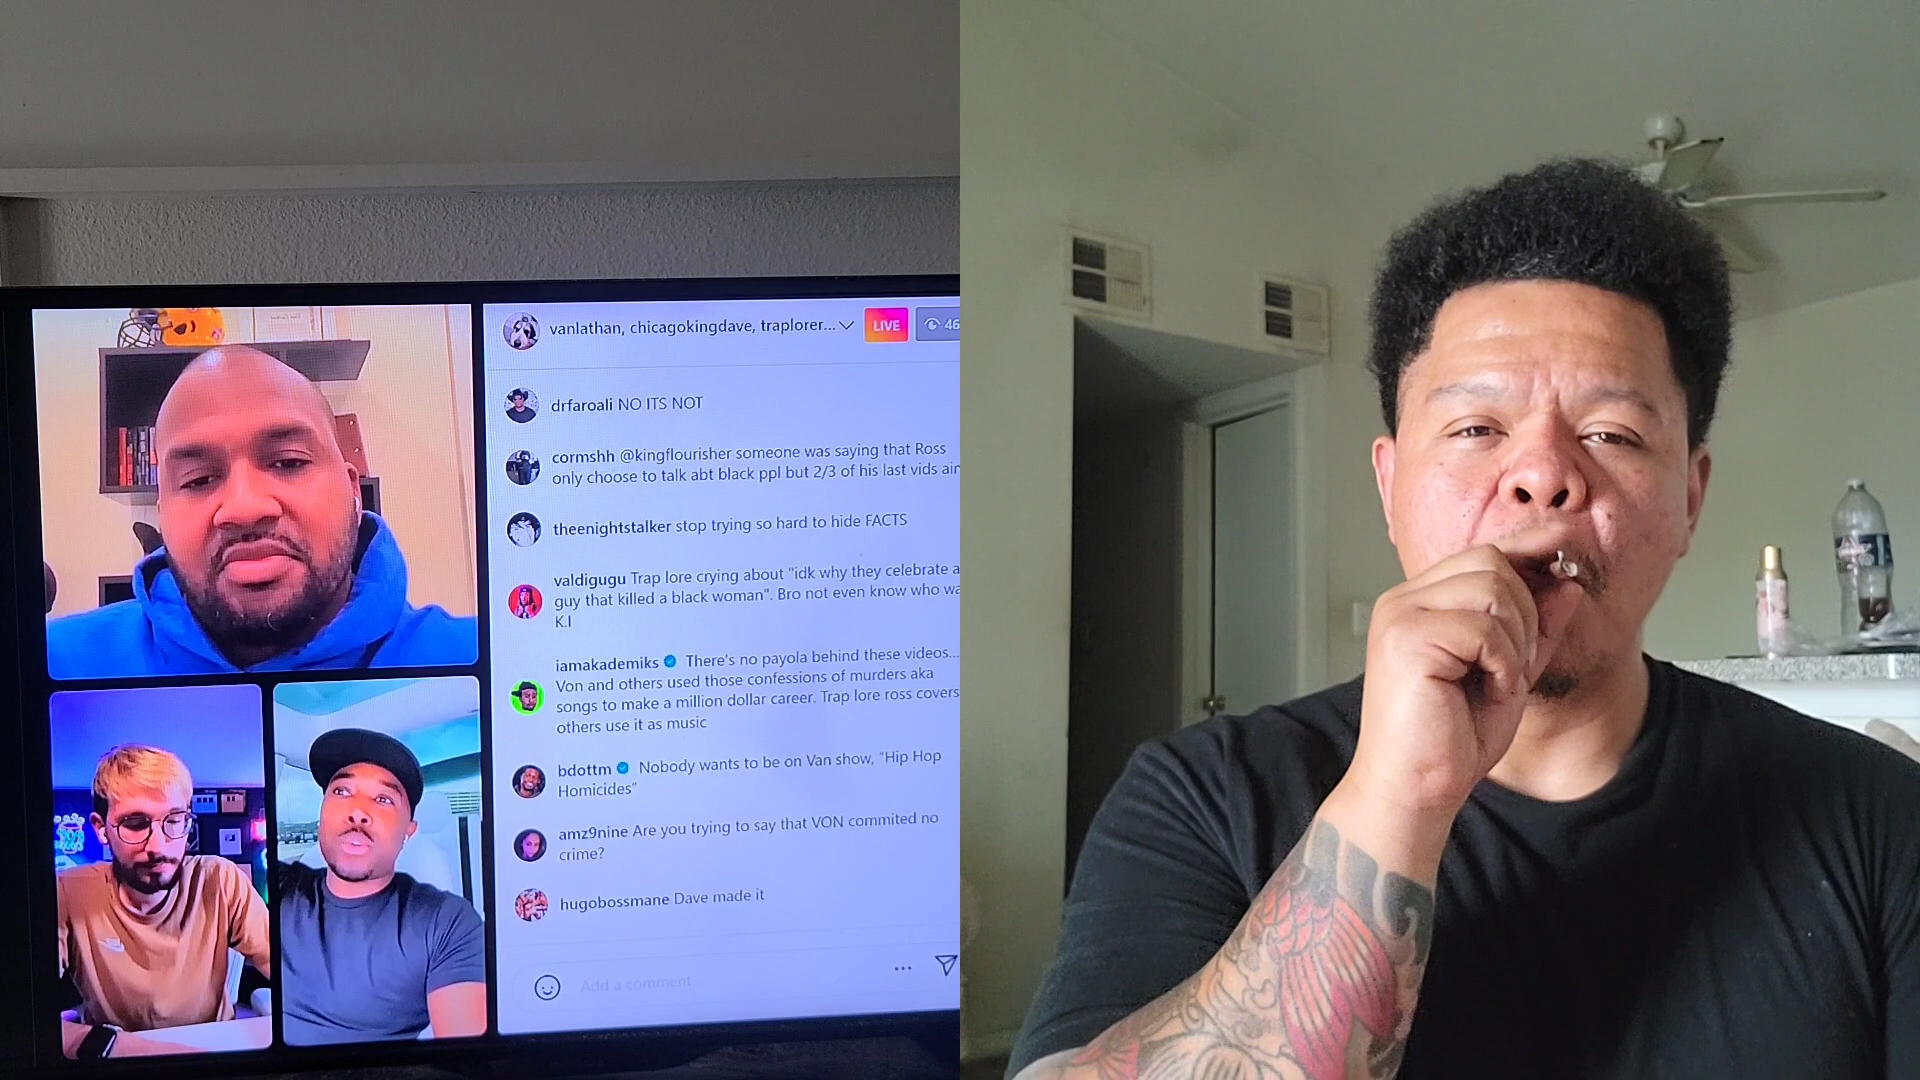 vanlathan, chicagokingdave, traplorer...
LIVE
46
drfaroali NO ITS NOT
cormshh @kingflourisher someone was saying that Ross
only choose to talk abt black ppl but 2/3 of his last vids ain
theenightstalker stop trying so hard to hide FACTS
valdigugu Trap lore crying about "idk why they celebrate a
guy that killed a black woman". Bro not even know who wa
K.I
iamakademiks There's no payola behind these videos...
Von and others used those confessions of murders aka
songs to make a million dollar career. Trap lore ross covers
others use it as music
bdottm Nobody wants to be on Van show, "Hip Hop
Homicides"
amz9nine Are you trying to say that VON commited no
crime?
hugobossmane Dave made it
Add a comment